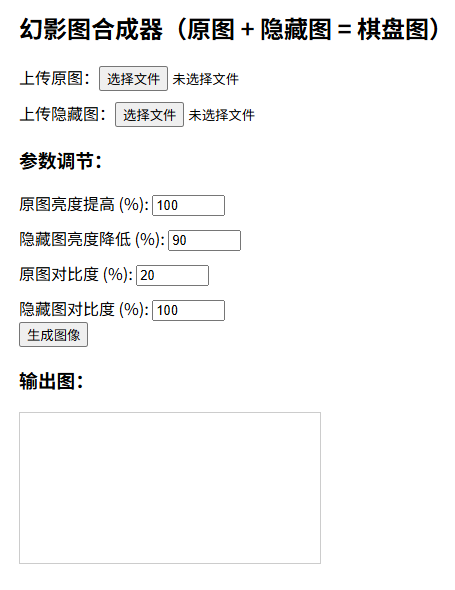 幻影图合成器（原图 + 隐藏图 = 棋盘图）
上传原图：选择文件 未选择文件
上传隐藏图：选择文件 未选择文件
参数调节：
原图亮度提高 (%): 100
隐藏图亮度降低 (%): 90
原图对比度 (%): 20
隐藏图对比度 (%): 100
生成图像
输出图：